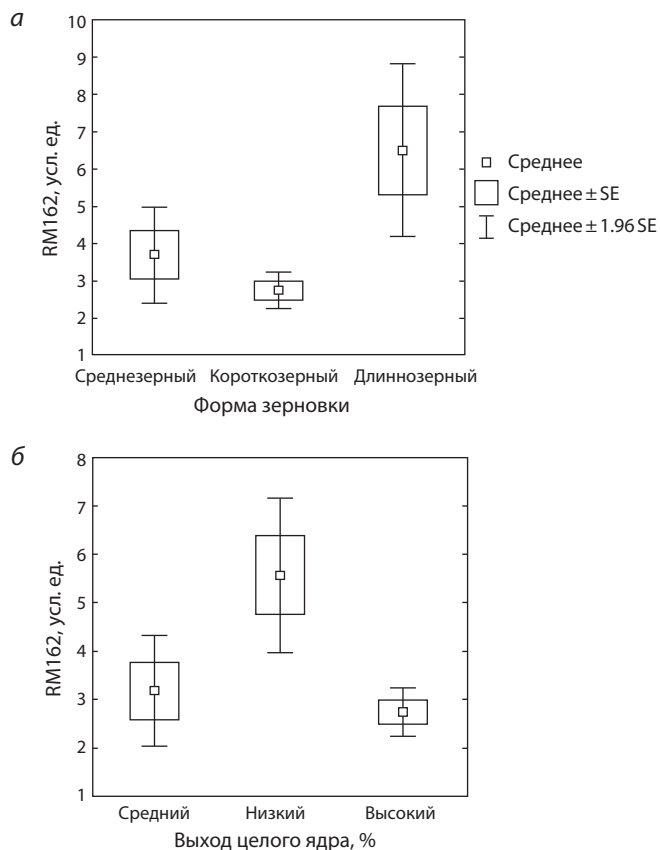 а
10
9
8
7
6
5
4
3
2
1
RM162, усл. ед.
Среднезерный Короткозерный Длиннозерный
Форма зерновки
Среднее
Среднее ± SE
Среднее ± 1.96 SE
б
8
7
6
5
4
3
2
1
RM162, усл. ед.
Средний Низкий Высокий
Выход целого ядра, %